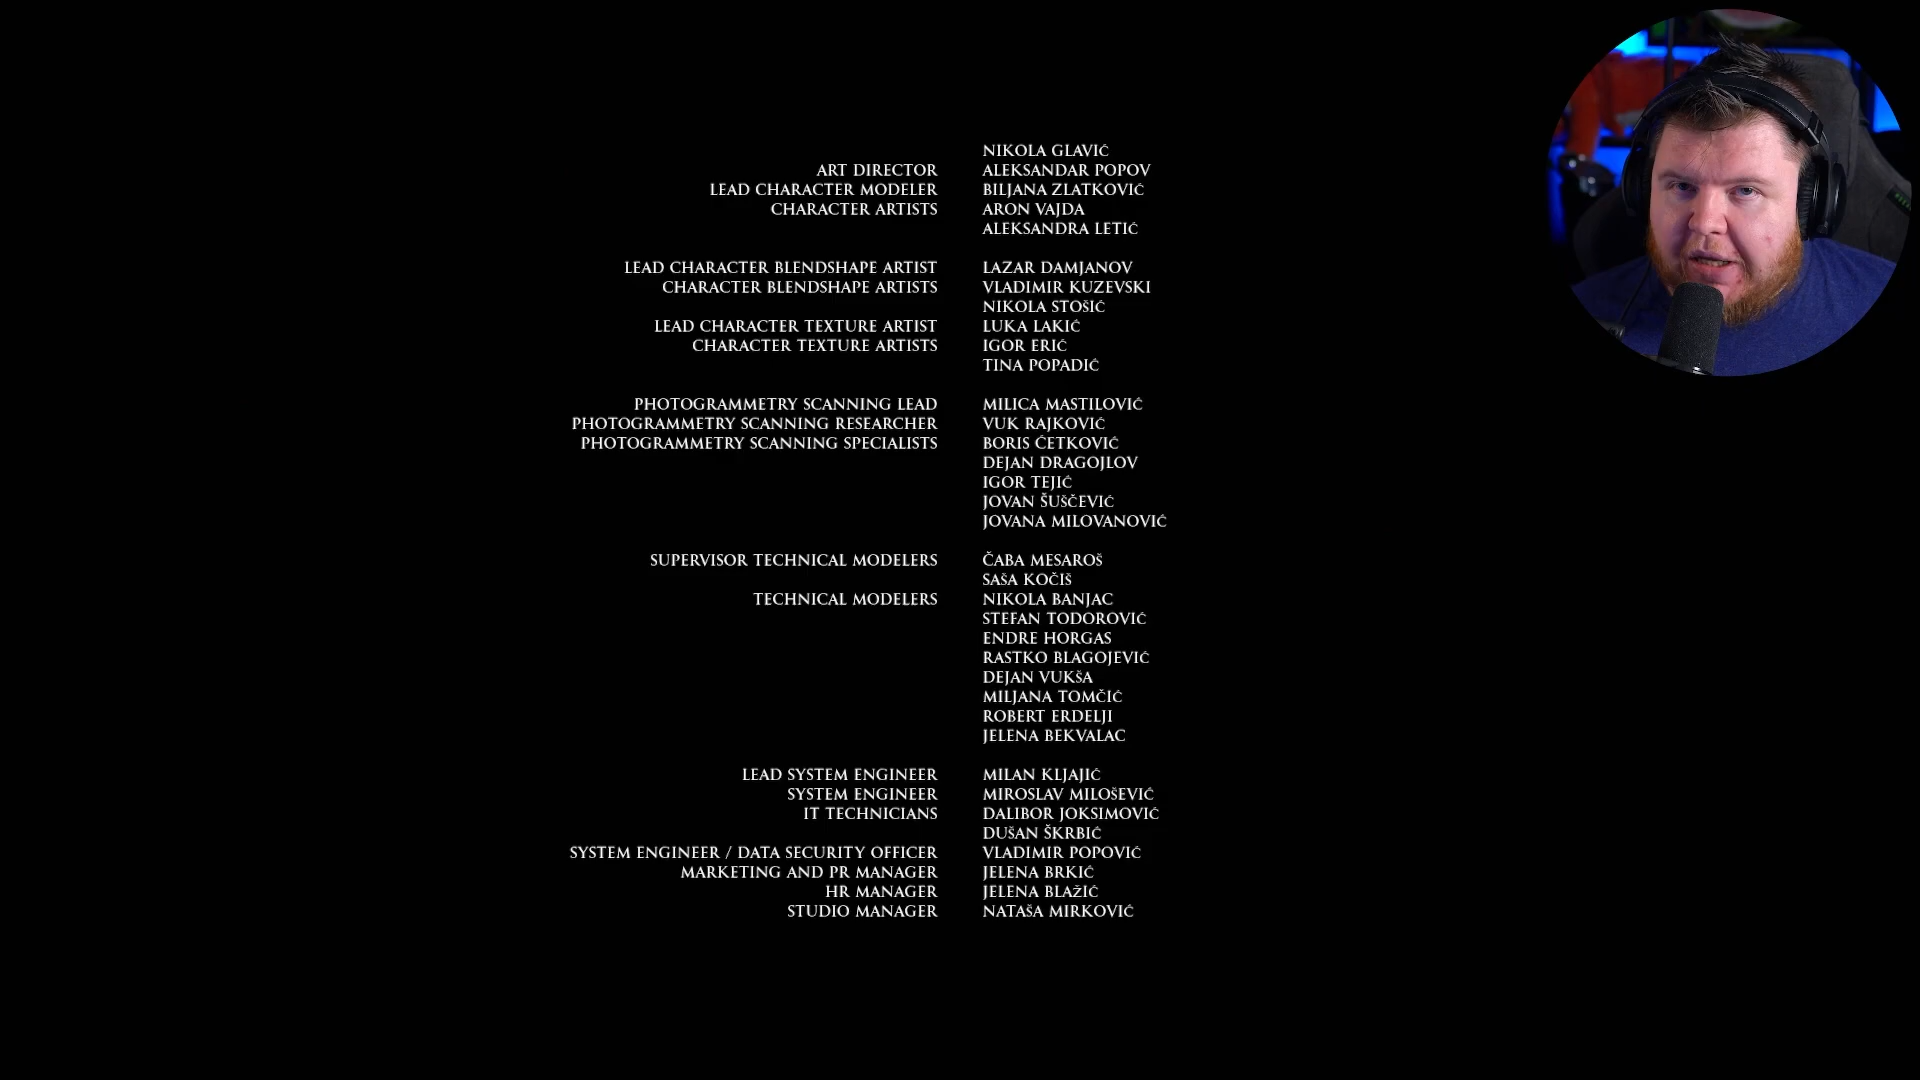 NIKOLA GLAVIĆ
ART DIRECTOR ALEKSANDAR POPOV
LEAD CHARACTER MODELER BILJANA ZLATKOVIĆ
CHARACTER ARTISTS ARON VAJDA
ALEKSANDRA LETIĆ
LEAD CHARACTER BLENDSHAPE ARTIST LAZAR DAMJANOV
CHARACTER BLENDSHAPE ARTISTS VLADIMIR KUZEVSKI
NIKOLA STOŠIĆ
LEAD CHARACTER TEXTURE ARTIST LUKA LAKIĆ
CHARACTER TEXTURE ARTISTS IGOR ERIĆ
TINA POPADIĆ
PHOTOGRAMMETRY SCANNING LEAD MILICA MASTILOVIĆ
PHOTOGRAMMETRY SCANNING RESEARCHER VUK RAJKOVIĆ
PHOTOGRAMMETRY SCANNING SPECIALISTS BORIS ĆETKOVIĆ
DEJAN DRAGOJLOV
IGOR TEJIĆ
JOVAN ŠUŠČEVIĆ
JOVANA MILOVANOVIĆ
SUPERVISOR TECHNICAL MODELERS ČABA MESAROŠ
SAŠA KOČIŠ
TECHNICAL MODELERS NIKOLA BANJAC
STEFAN TODOROVIĆ
ENDRE HORGAS
RASTKO BLAGOJEVIĆ
DEJAN VUKŠA
MILJANA TOMČIĆ
ROBERT ERDELJI
JELENA BEKVALAC
LEAD SYSTEM ENGINEER MILAN KLJAJIĆ
SYSTEM ENGINEER MIROSLAV MILOŠEVIĆ
IT TECHNICIANS DALIBOR JOKSIMOVIĆ
DUŠAN ŠKRBIĆ
SYSTEM ENGINEER / DATA SECURITY OFFICER VLADIMIR POPOVIĆ
MARKETING AND PR MANAGER JELENA BRKIĆ
HR MANAGER JELENA BLAŽIĆ
STUDIO MANAGER NATAŠA MIRKOVIĆ